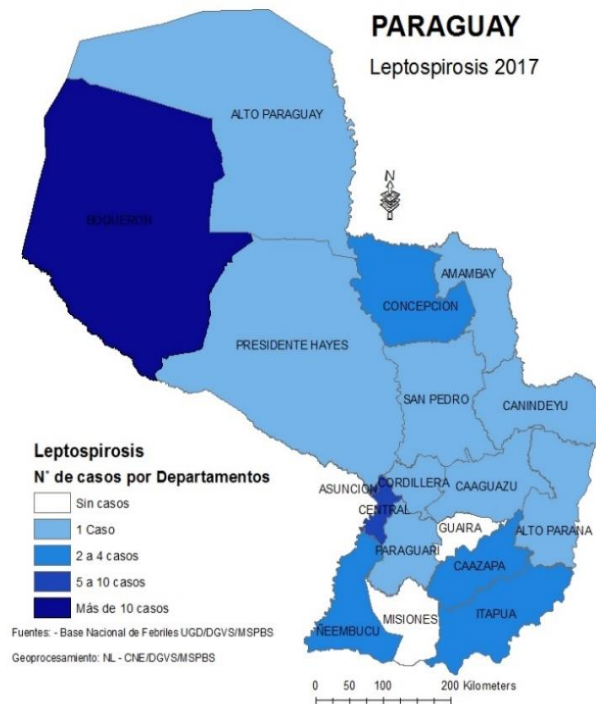 PARAGUAY
Leptospirosis 2017
ALTO PARAGUAY
N
BOQUERON
AMAMBAY
CONCEPCION
PRESIDENTE HAYES
SAN PEDRO
CANINDEYU
Leptospirosis
N° de casos por Departamentos
Sin casos
1 Caso
2 a 4 casos
5 a 10 casos
Más de 10 casos
ASUNCION
CORDILLERA
CAAGUAZU
CENTRAL
GUAIRA
ALTO PARANA
PARAGUARI
CAAZAPA
MISIONES
ITAPUA
ÑEEMBUCU
Fuentes: - Base Nacional de Febriles UGD/DGVS/MSPBS
Geoprocesamiento: NL - CNE/DGVS/MSPBS
0 50 100 200 Kilometers